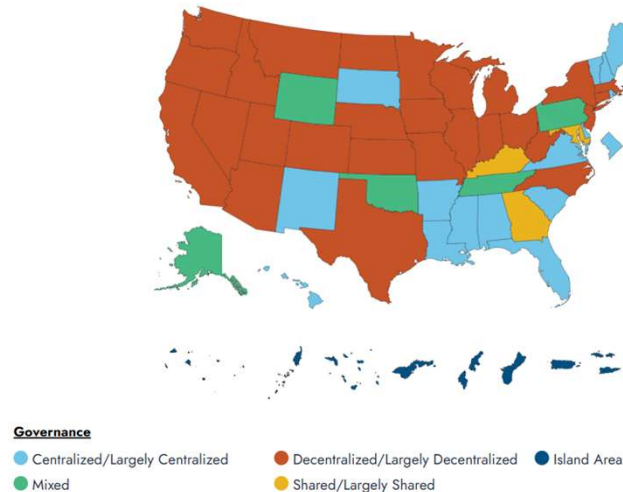 Governance
Centralized/Largely Centralized Decentralized/Largely Decentralized Island Area
Mixed Shared/Largely Shared